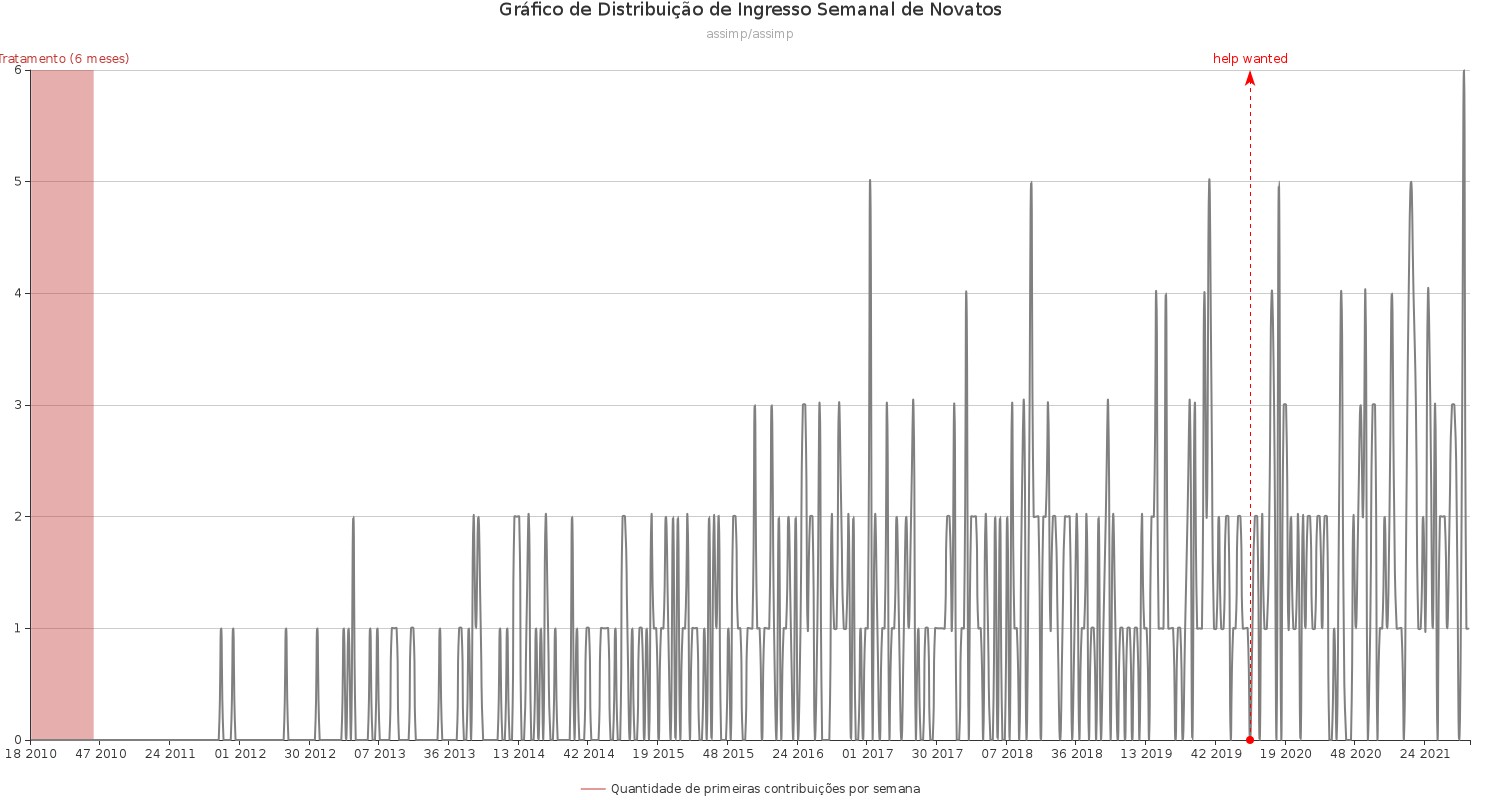 Gráfico de Distribuição de Ingresso Semanal de Novatos
assimp/assimp
Tratamento (6 meses)
help wanted
6
5
4
3
2
1
0
18 2010 47 2010 24 2011 01 2012 30 2012 07 2013 36 2013 13 2014 42 2014 19 2015 48 2015 24 2016 01 2017 30 2017 07 2018 36 2018 13 2019 42 2019 19 2020 48 2020 24 2021
Quantidade de primeiras contribuições por semana